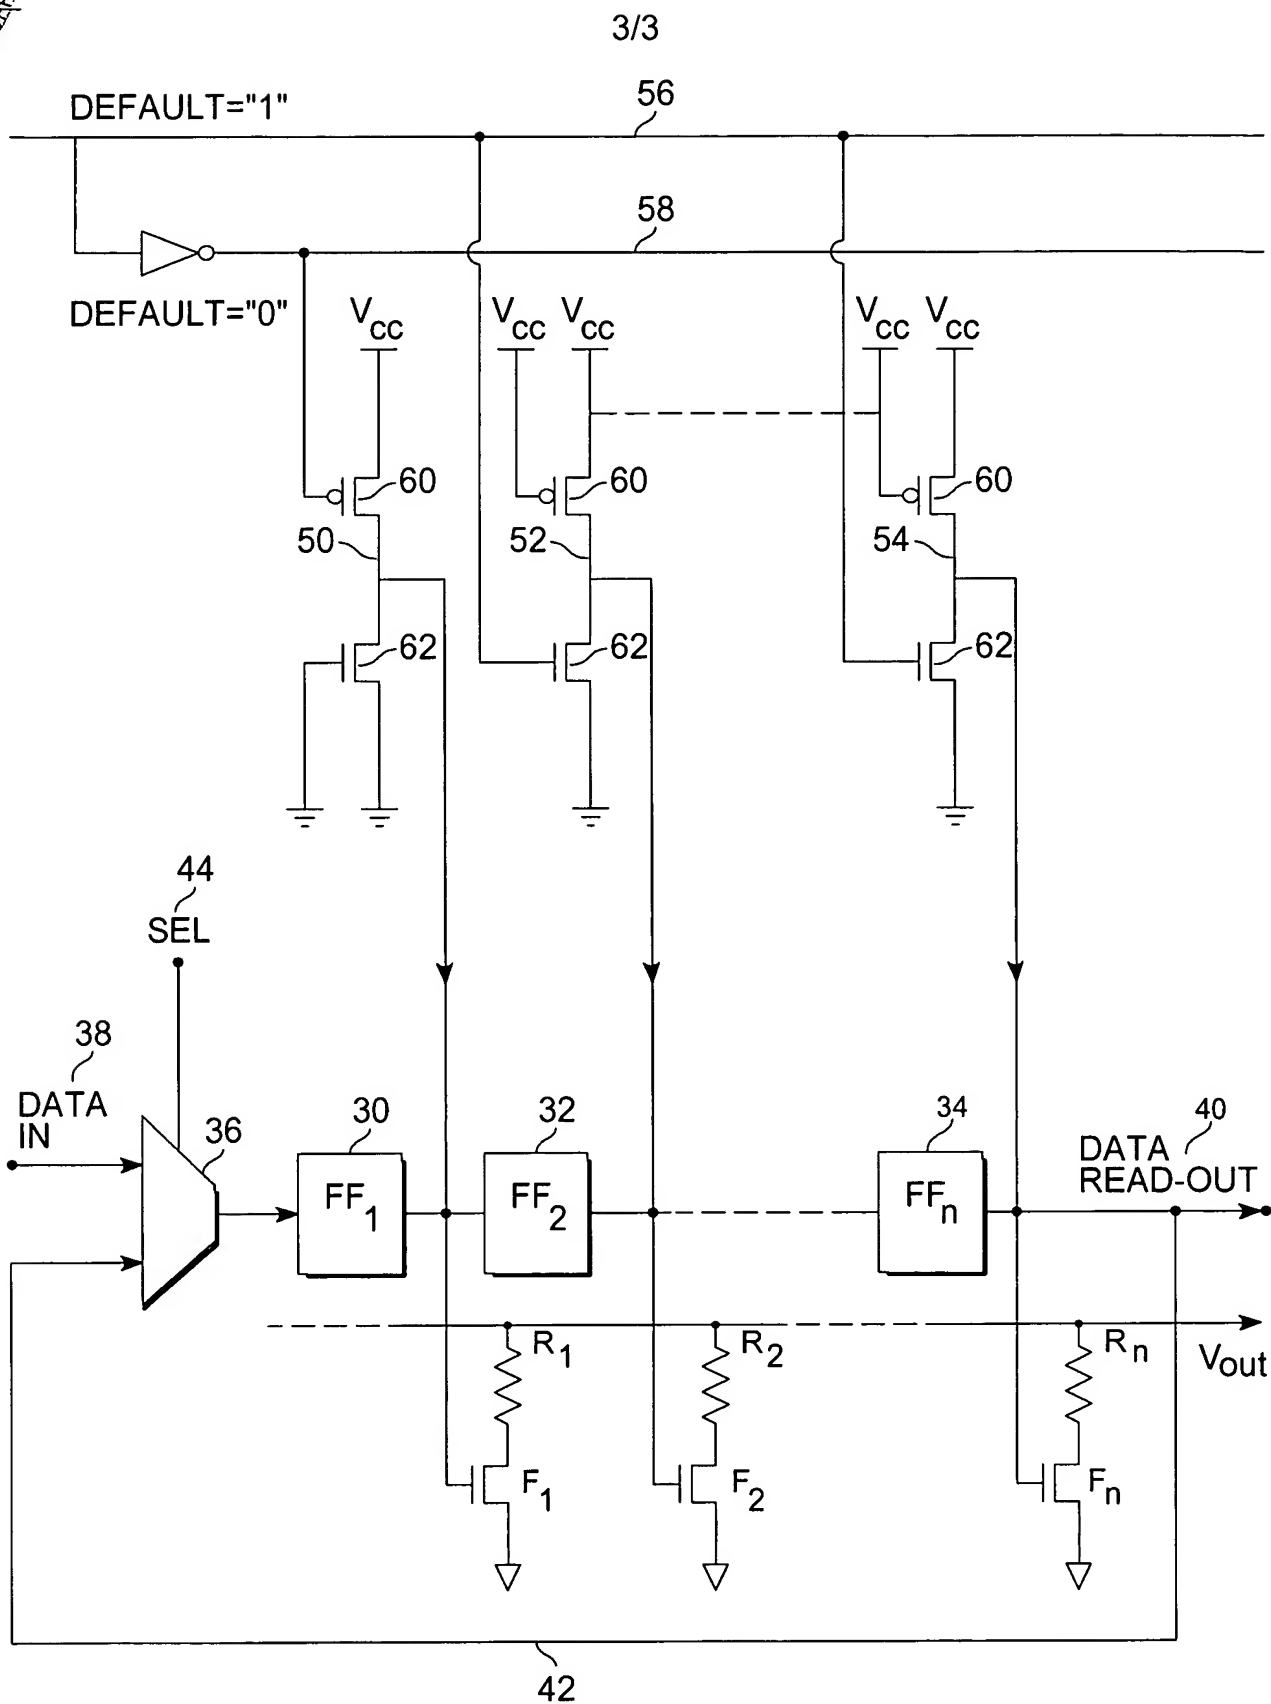 3/3
DEFAULT="1"
56
58
DEFAULT="0"
VCC
VCC VCC
VCC VCC
60
60
60
50
52
54
62
62
62
44
SEL
38
DATA
IN
36
30
32
34
40
DATA
READ-OUT
FF1
FF2
FFn
R1
R2
Rn
Vout
F1
F2
Fn
42